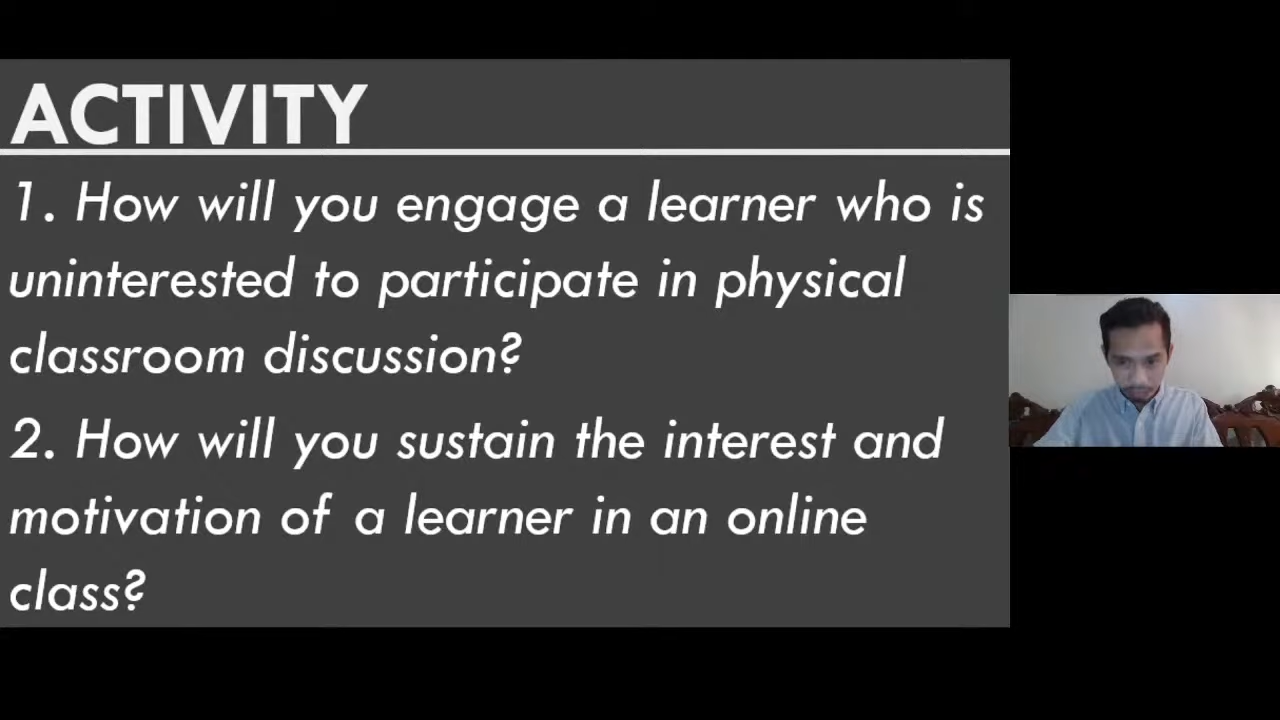 ACTIVITY
1. How will you engage a learner who is
uninterested to participate in physical
classroom discussion?
2. How will you sustain the interest and
motivation of a learner in an online
class?